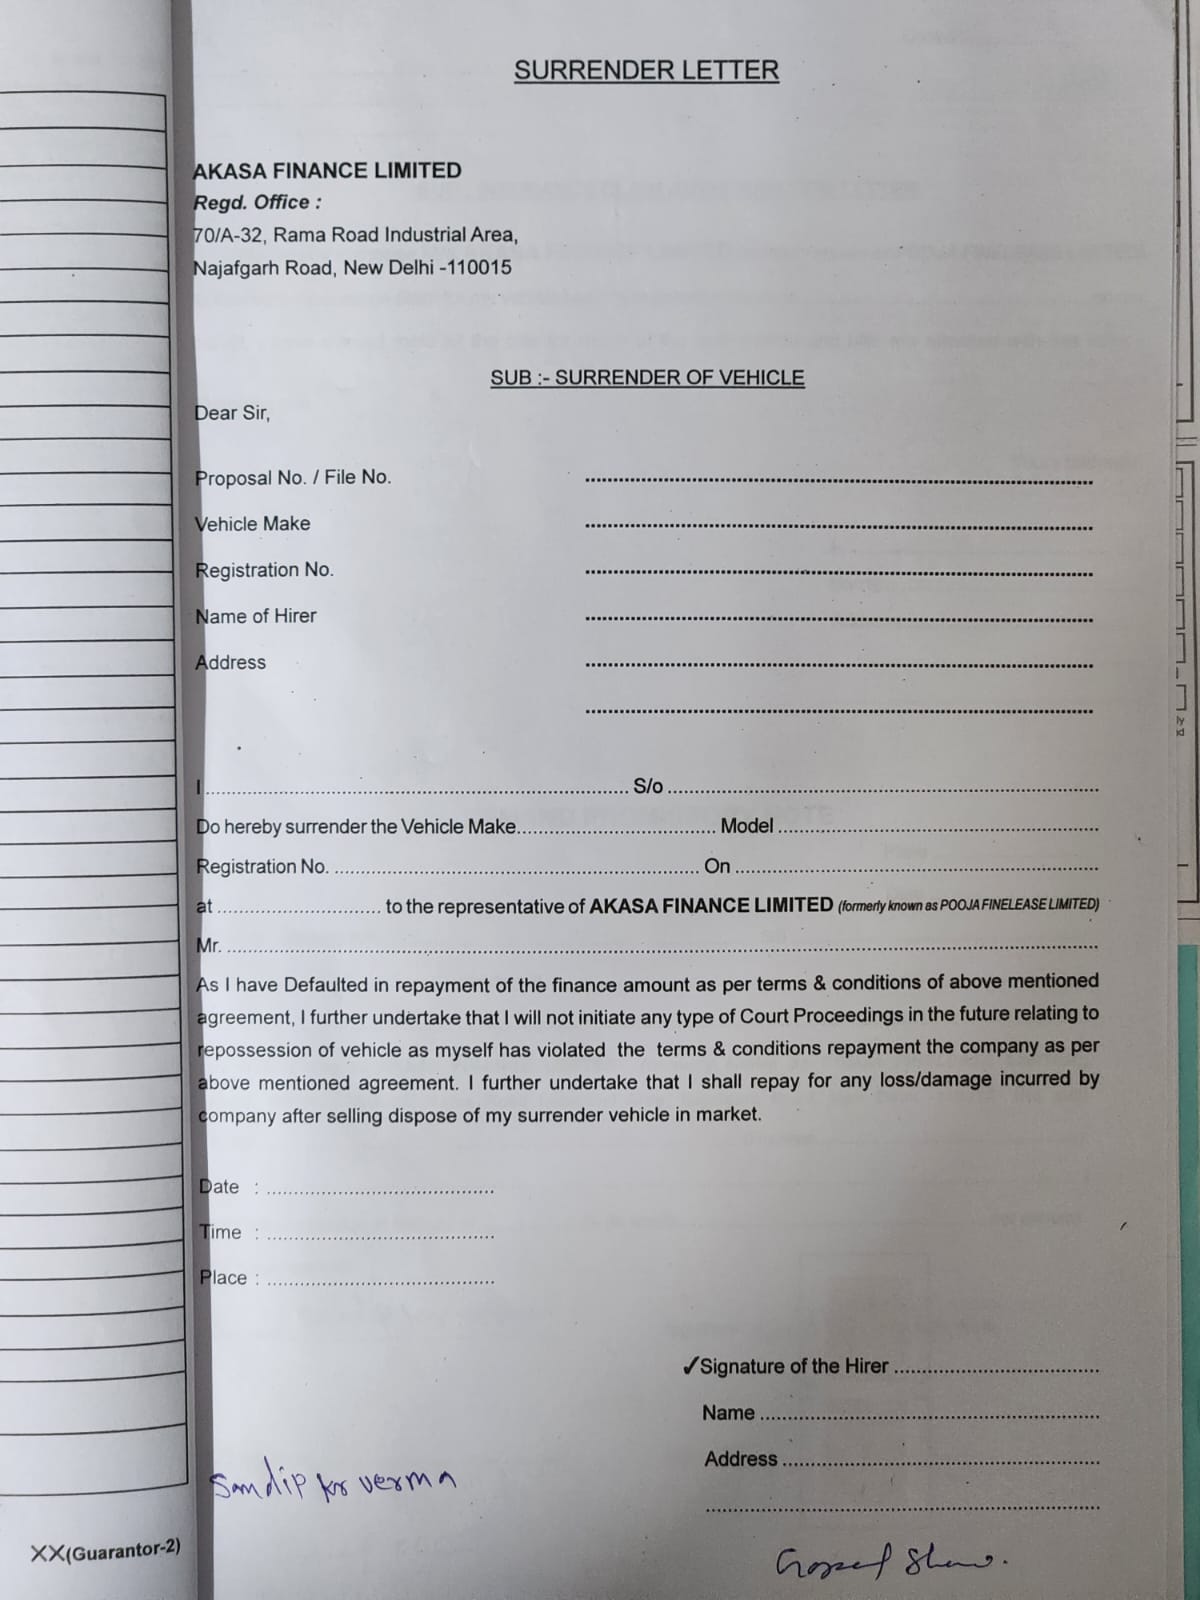 SURRENDER LETTER
AKASA FINANCE LIMITED
Regd. Office :
70/A-32, Rama Road Industrial Area,
Najafgarh Road, New Delhi -110015
SUB :- SURRENDER OF VEHICLE
Dear Sir,
Proposal No. / File No. ........................................
Vehicle Make ........................................
Registration No. ........................................
Name of Hirer ........................................
Address ........................................
........................................
I ........................................ S/o ........................................
Do hereby surrender the Vehicle Make.................................... Model ........................................
Registration No. ........................................ On ........................................
at .............................. to the representative of AKASA FINANCE LIMITED (formerly known as POOJA FINELEASE LIMITED)
Mr. ........................................
As I have Defaulted in repayment of the finance amount as per terms & conditions of above mentioned
agreement, I further undertake that I will not initiate any type of Court Proceedings in the future relating to
repossession of vehicle as myself has violated the terms & conditions repayment the company as per
above mentioned agreement. I further undertake that I shall repay for any loss/damage incurred by
company after selling dispose of my surrender vehicle in market.
Date : ........................................
Time : ........................................
Place : ........................................
✓Signature of the Hirer ........................................
Name ........................................
Address ........................................
........................................
Sandip kr verma
XX(Guarantor-2)